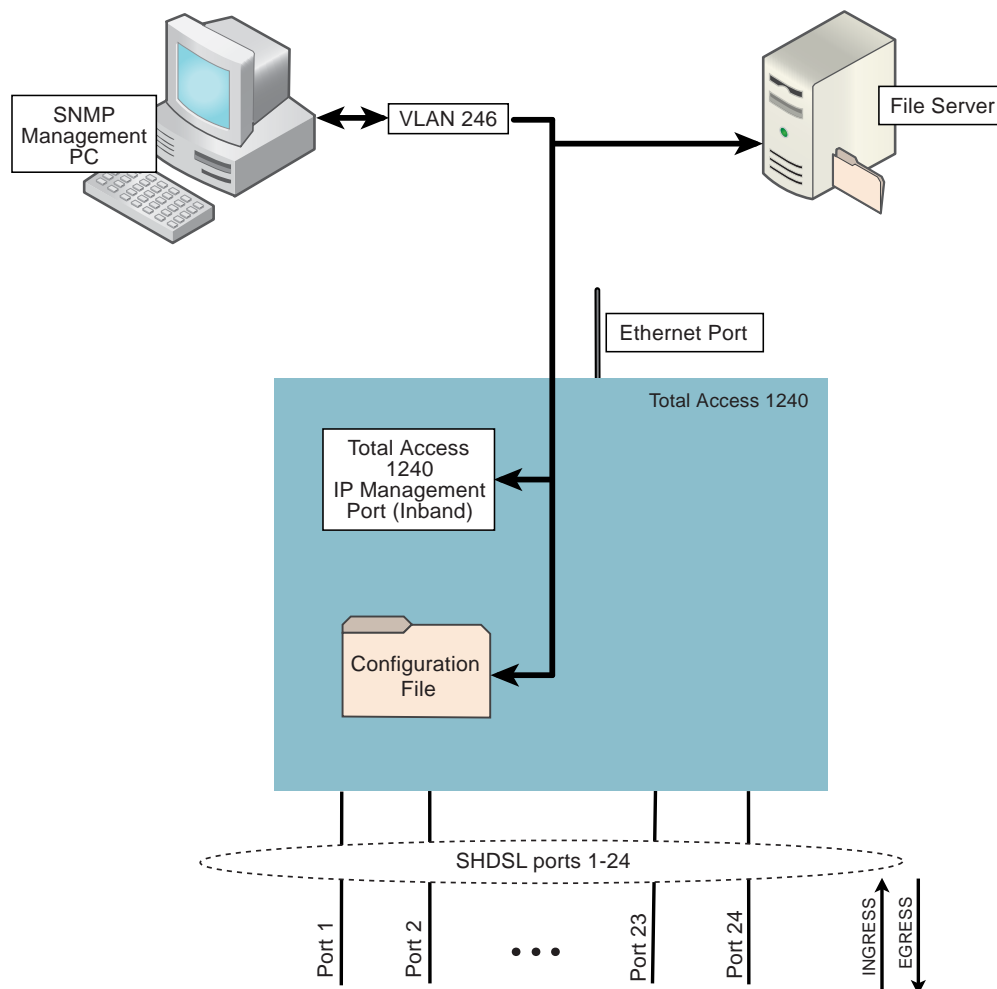 SNMP
Management
PC
VLAN 246
File Server
Ethernet Port
Total Access 1240
Total Access
1240
IP Management
Port (Inband)
Configuration
File
SHDSL ports 1-24
Port 1
Port 2
Port 23
Port 24
INGRESS
EGRESS